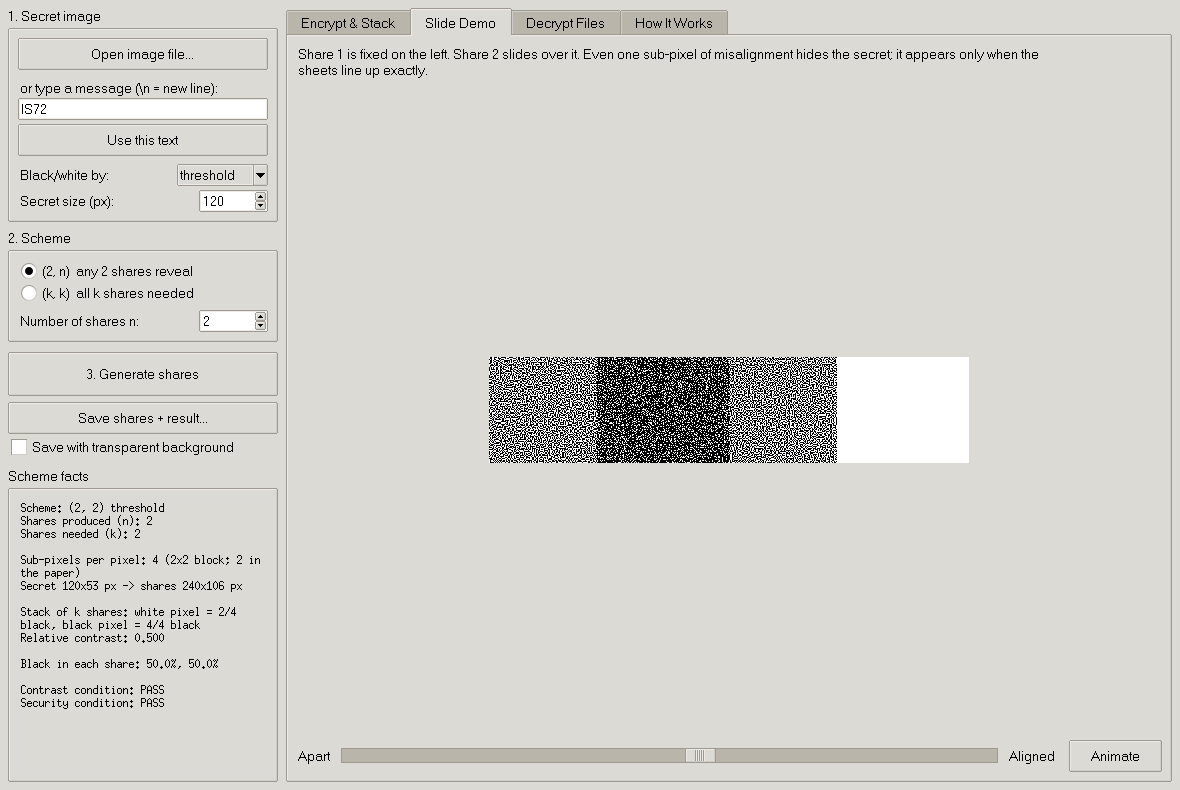 1. Secret image
Open image file...
or type a message (\n = new line):
IS72
Use this text
Black/white by:
threshold
Secret size (px):
120
2. Scheme
(2, n) any 2 shares reveal
(k, k) all k shares needed
Number of shares n:
2
3. Generate shares
Save shares + result...
Save with transparent background
Scheme facts
Scheme: (2, 2) threshold
Shares produced (n): 2
Shares needed (k): 2
Sub-pixels per pixel: 4 (2x2 block; 2 in
the paper)
Secret 120x53 px -> shares 240x106 px
Stack of k shares: white pixel = 2/4
black, black pixel = 4/4 black
Relative contrast: 0.500
Black in each share: 50.0%, 50.0%
Contrast condition: PASS
Security condition: PASS
Encrypt & Stack
Slide Demo
Decrypt Files
How It Works
Share 1 is fixed on the left. Share 2 slides over it. Even one sub-pixel of misalignment hides the secret; it appears only when the
sheets line up exactly.
Apart
Aligned
Animate